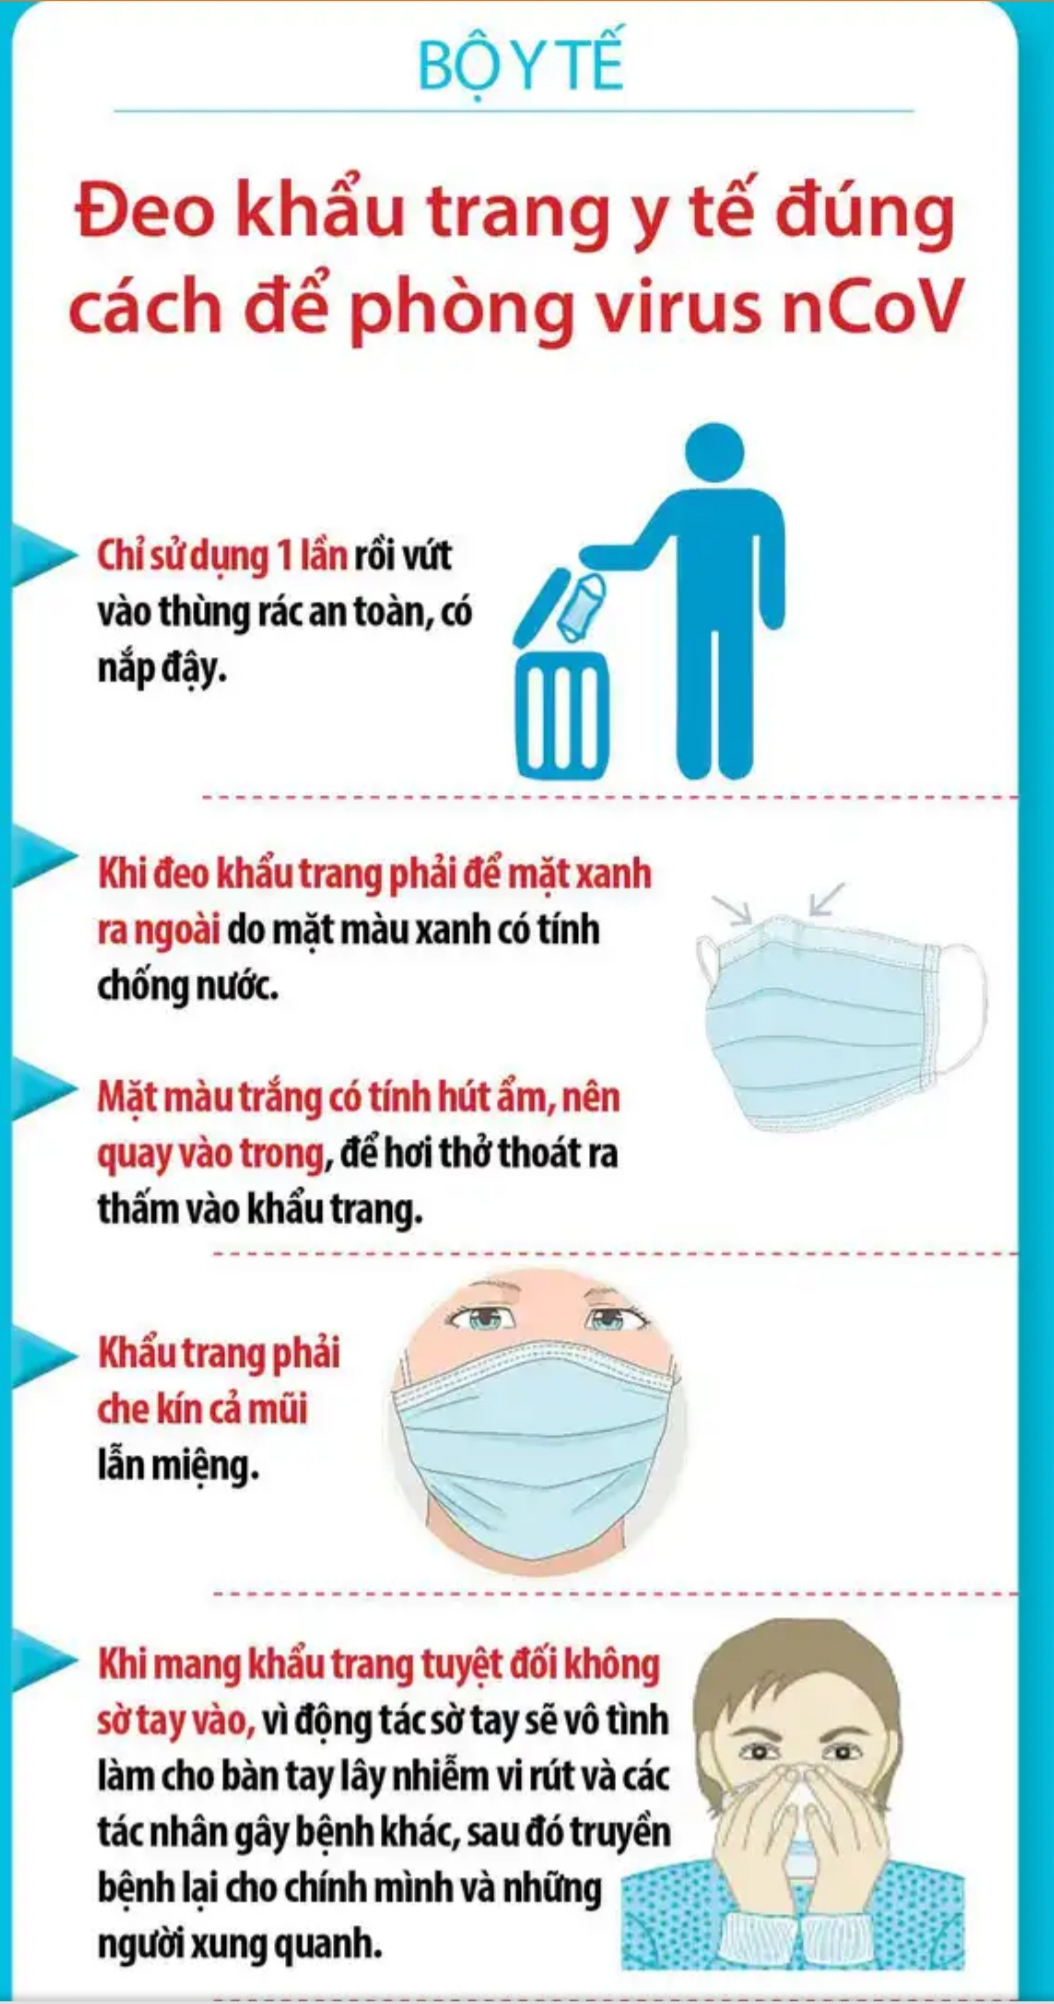 BỘ Y TẾ
Đeo khẩu trang y tế đúng
cách để phòng virus nCoV
Chỉ sử dụng 1 lần rồi vứt
vào thùng rác an toàn, có
nắp đậy.
Khi đeo khẩu trang phải để mặt xanh
ra ngoài do mặt màu xanh có tính
chống nước.
Mặt màu trắng có tính hút ẩm, nên
quay vào trong, để hơi thở thoát ra
thấm vào khẩu trang.
Khẩu trang phải
che kín cả mũi
lẫn miệng.
Khi mang khẩu trang tuyệt đối không
sờ tay vào, vì động tác sờ tay sẽ vô tình
làm cho bàn tay lây nhiễm vi rút và các
tác nhân gây bệnh khác, sau đó truyền
bệnh lại cho chính mình và những
người xung quanh.